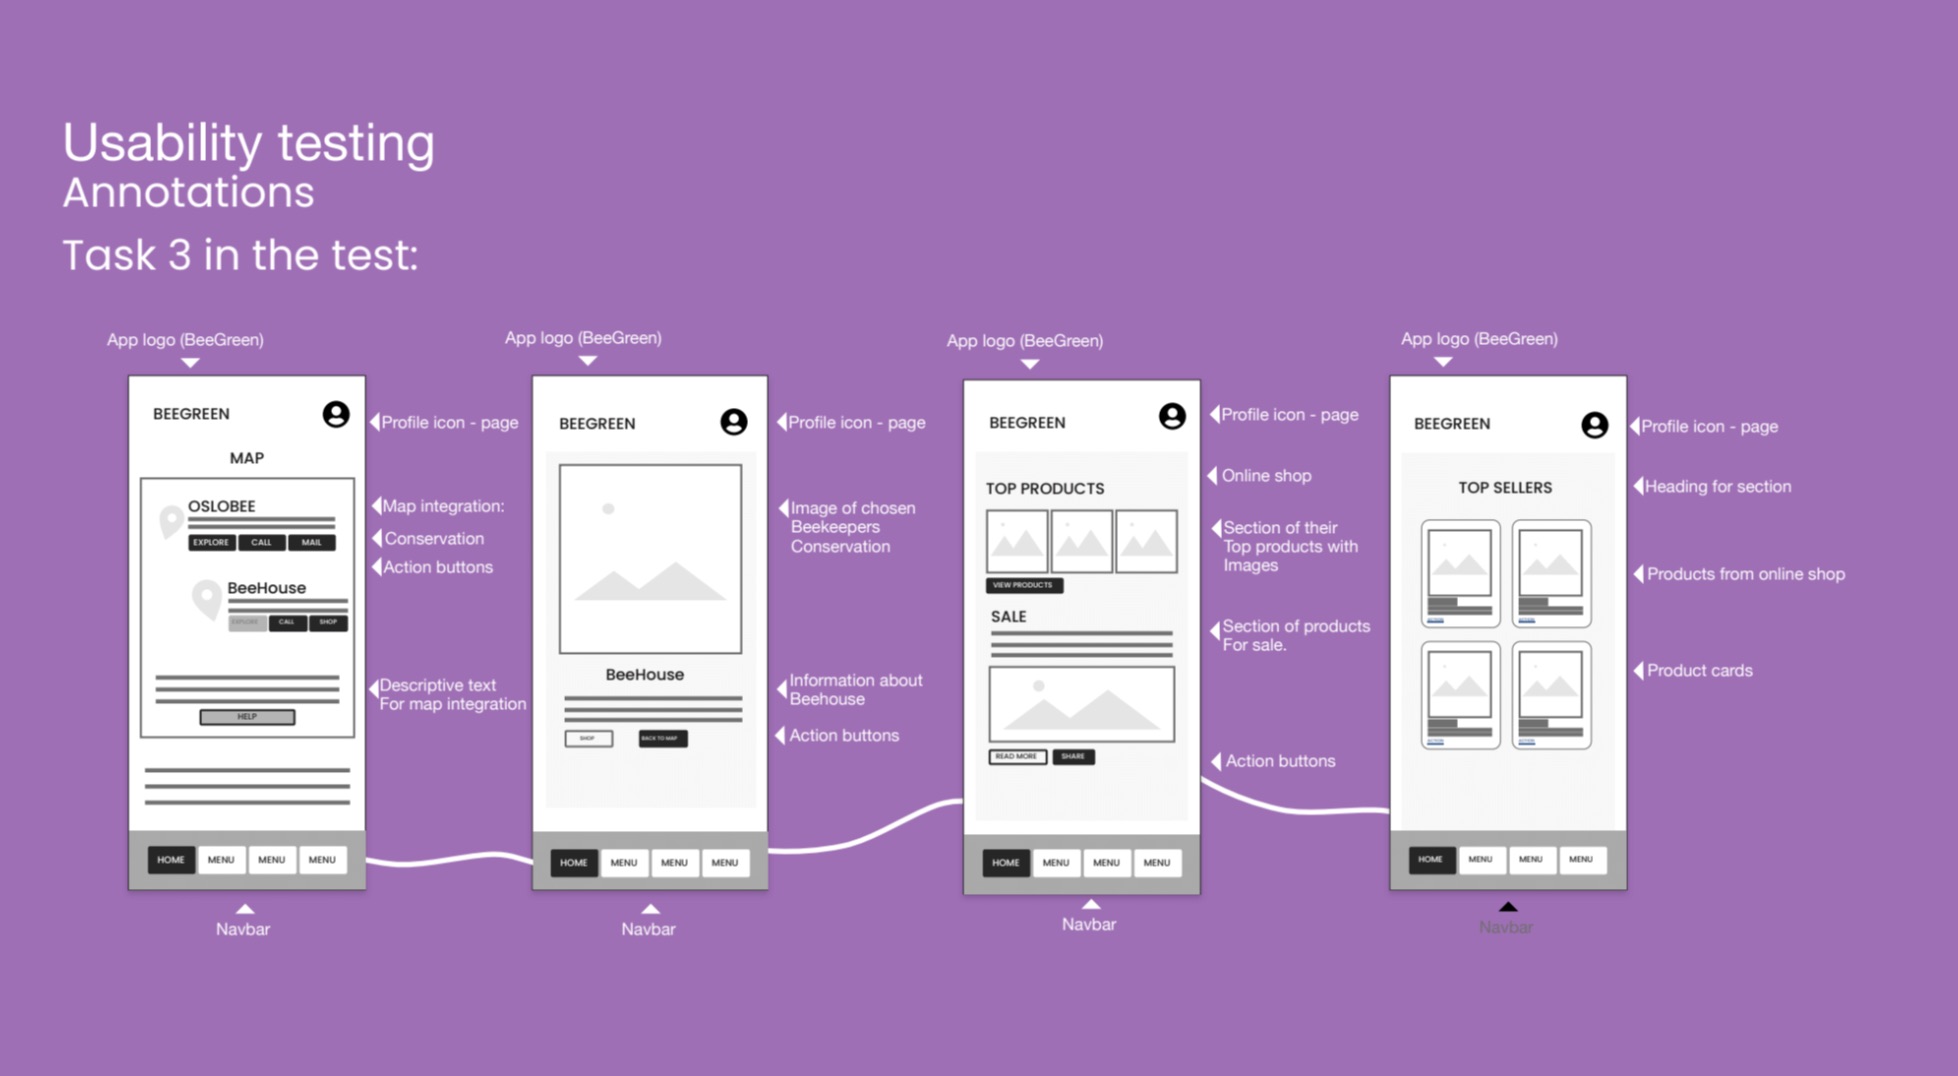 Usability testing
Annotations
Task 3 in the test:
App logo (BeeGreen)
BEEGREEN
Profile icon - page
MAP
OSLOBEE
Map integration:
EXPLORE CALL MAIL
Conservation
Action buttons
BeeHouse
EXPLORE CALL SHOP
Descriptive text
For map integration
HELP
HOME MENU MENU MENU
Navbar
App logo (BeeGreen)
BEEGREEN
Profile icon - page
Image of chosen
Beekeepers
Conservation
BeeHouse
Information about
Beehouse
SHOP BACK TO MAP
Action buttons
HOME MENU MENU MENU
Navbar
App logo (BeeGreen)
BEEGREEN
Profile icon - page
Online shop
TOP PRODUCTS
Section of their
Top products with
Images
VIEW PRODUCTS
SALE
Section of products
For sale.
READ MORE SHARE
Action buttons
HOME MENU MENU MENU
Navbar
App logo (BeeGreen)
BEEGREEN
Profile icon - page
TOP SELLERS
Heading for section
Products from online shop
Product cards
HOME MENU MENU MENU
Navbar